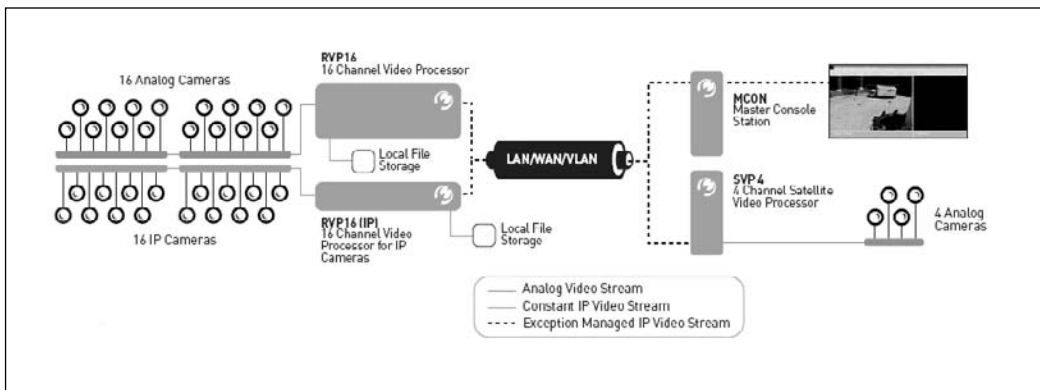 16 Analog Cameras
16 IP Cameras
RVP16
16 Channel Video Processor
Local File
Storage
RVP16 (IP)
16 Channel Video
Processor for IP
Cameras
Local File
Storage
LAN/WAN/VLAN
MCON
Master Console
Station
SVP4
4 Channel Satellite
Video Processor
4 Analog
Cameras
Analog Video Stream
Constant IP Video Stream
Exception Managed IP Video Stream